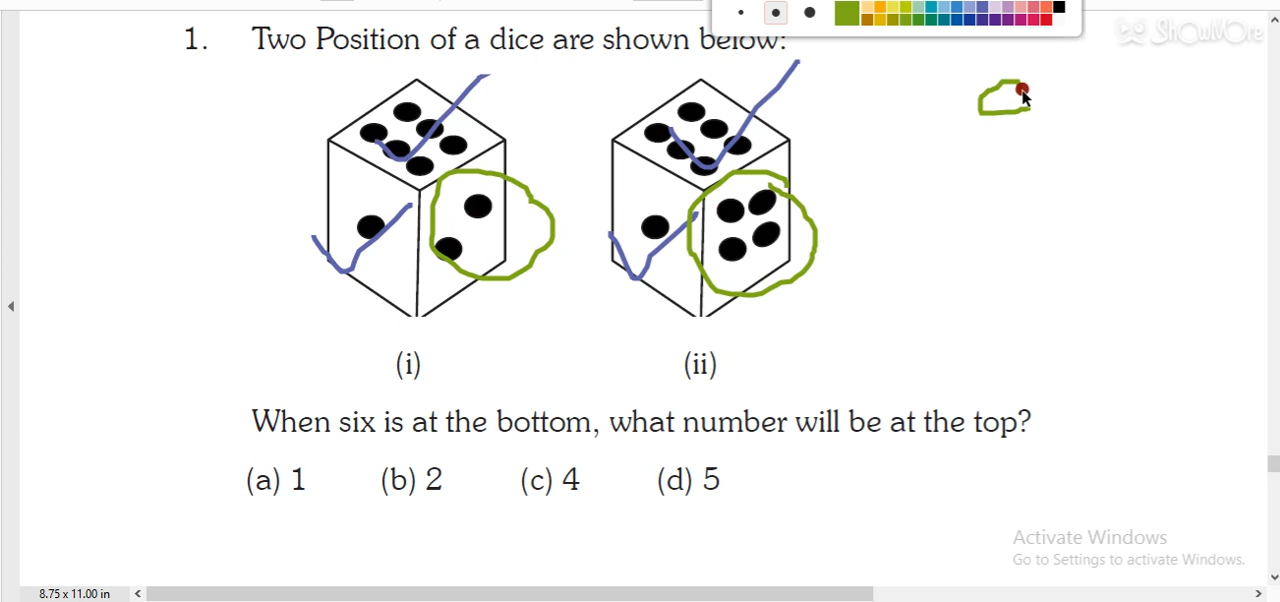 ShOwMOre
1. Two Position of a dice are shown below:
(i) (ii)
When six is at the bottom, what number will be at the top?
(a) 1 (b) 2 (c) 4 (d) 5
Activate Windows
Go to Settings to activate Windows.
8.75 x 11.00 in